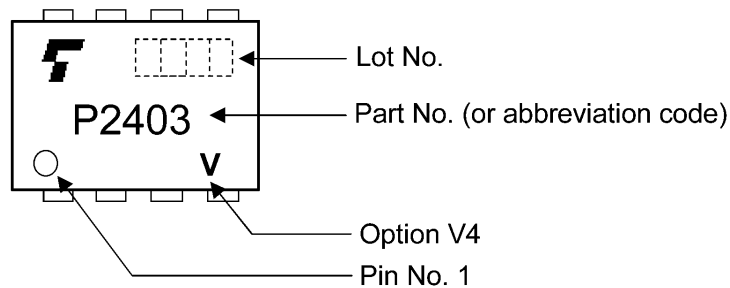 Lot No.
P2403
Part No. (or abbreviation code)
V
Option V4
Pin No. 1